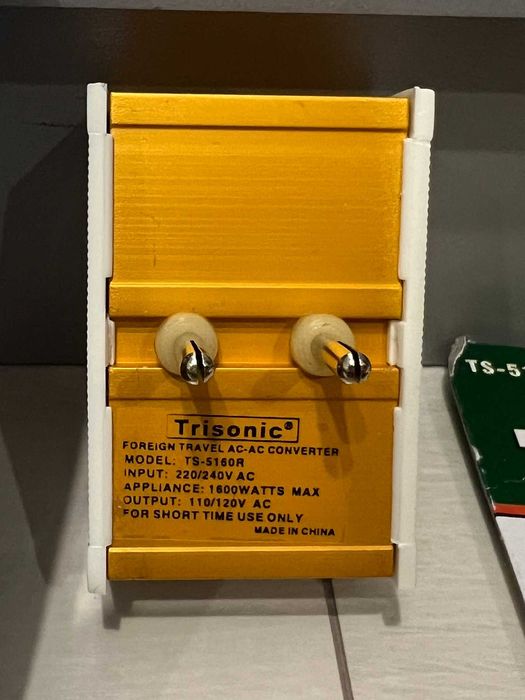 Trisonic®
FOREIGN TRAVEL AC-AC CONVERTER
MODEL: TS-5160R
INPUT: 220/240V AC
APPLIANCE: 1600WATTS MAX
OUTPUT: 110/120V AC
FOR SHORT TIME USE ONLY
MADE IN CHINA
TS-51